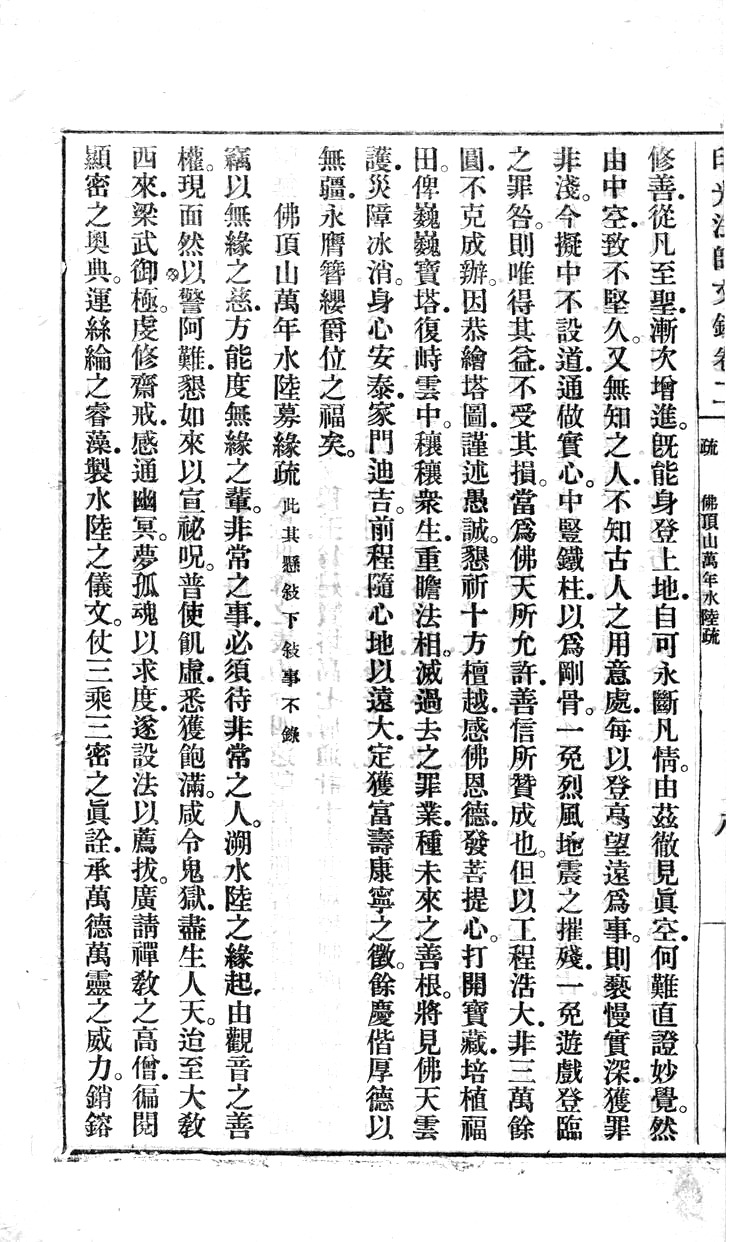 印光法師文鈔卷二 疏 佛頂山萬年水陸疏
修善。從凡至聖。漸次增進。旣能身登上地。自可永斷凡情。由茲徹見眞空。何難直證妙覺。然
由中空致不堅久。又無知之人。不知古人之用意處。每以登高望遠爲事。則褻慢實深。獲罪
非淺。今擬中不設道。通做實心。中豎鐵柱。以爲剛骨。一免烈風地震之摧殘。一免遊戲登臨
之罪咎。則唯得其益。不受其損。當爲佛天所允許。善信所贊成也。但以工程浩大。非三萬餘
圓。不克成辦。因恭繪塔圖。謹述愚誠。懇祈十方檀越。感佛恩德。發菩提心。打開寶藏。培植福
田。俾巍巍寶塔。復峙雲中。穰穰衆生。重瞻法相。滅過去之罪業。種未來之善根。將見佛天雲
護。災障冰消。身心安泰。家門迪吉。前程隨心地以遠大。定獲富壽康寧之徵。餘慶偕厚德以
無疆。永膺簪纓爵位之福矣。
佛頂山萬年水陸募緣疏 此其懸敍下敍事不錄
竊以無緣之慈。方能度無緣之輩。非常之事。必須待非常之人。溯水陸之緣起。由觀音之善
權。現面然以警阿難。懇如來以宣祕呪。普使飢虛。悉獲飽滿。咸令鬼獄。盡生人天。迨至大敎
西來。梁武御極。虔修齋戒。感通幽冥。夢孤魂以求度。遂設法以薦拔。廣請禪敎之高僧。徧閱
顯密之奧典。運絲綸之睿藻。製水陸之儀文。仗三乘三密之眞詮。承萬德萬靈之威力。銷鎔